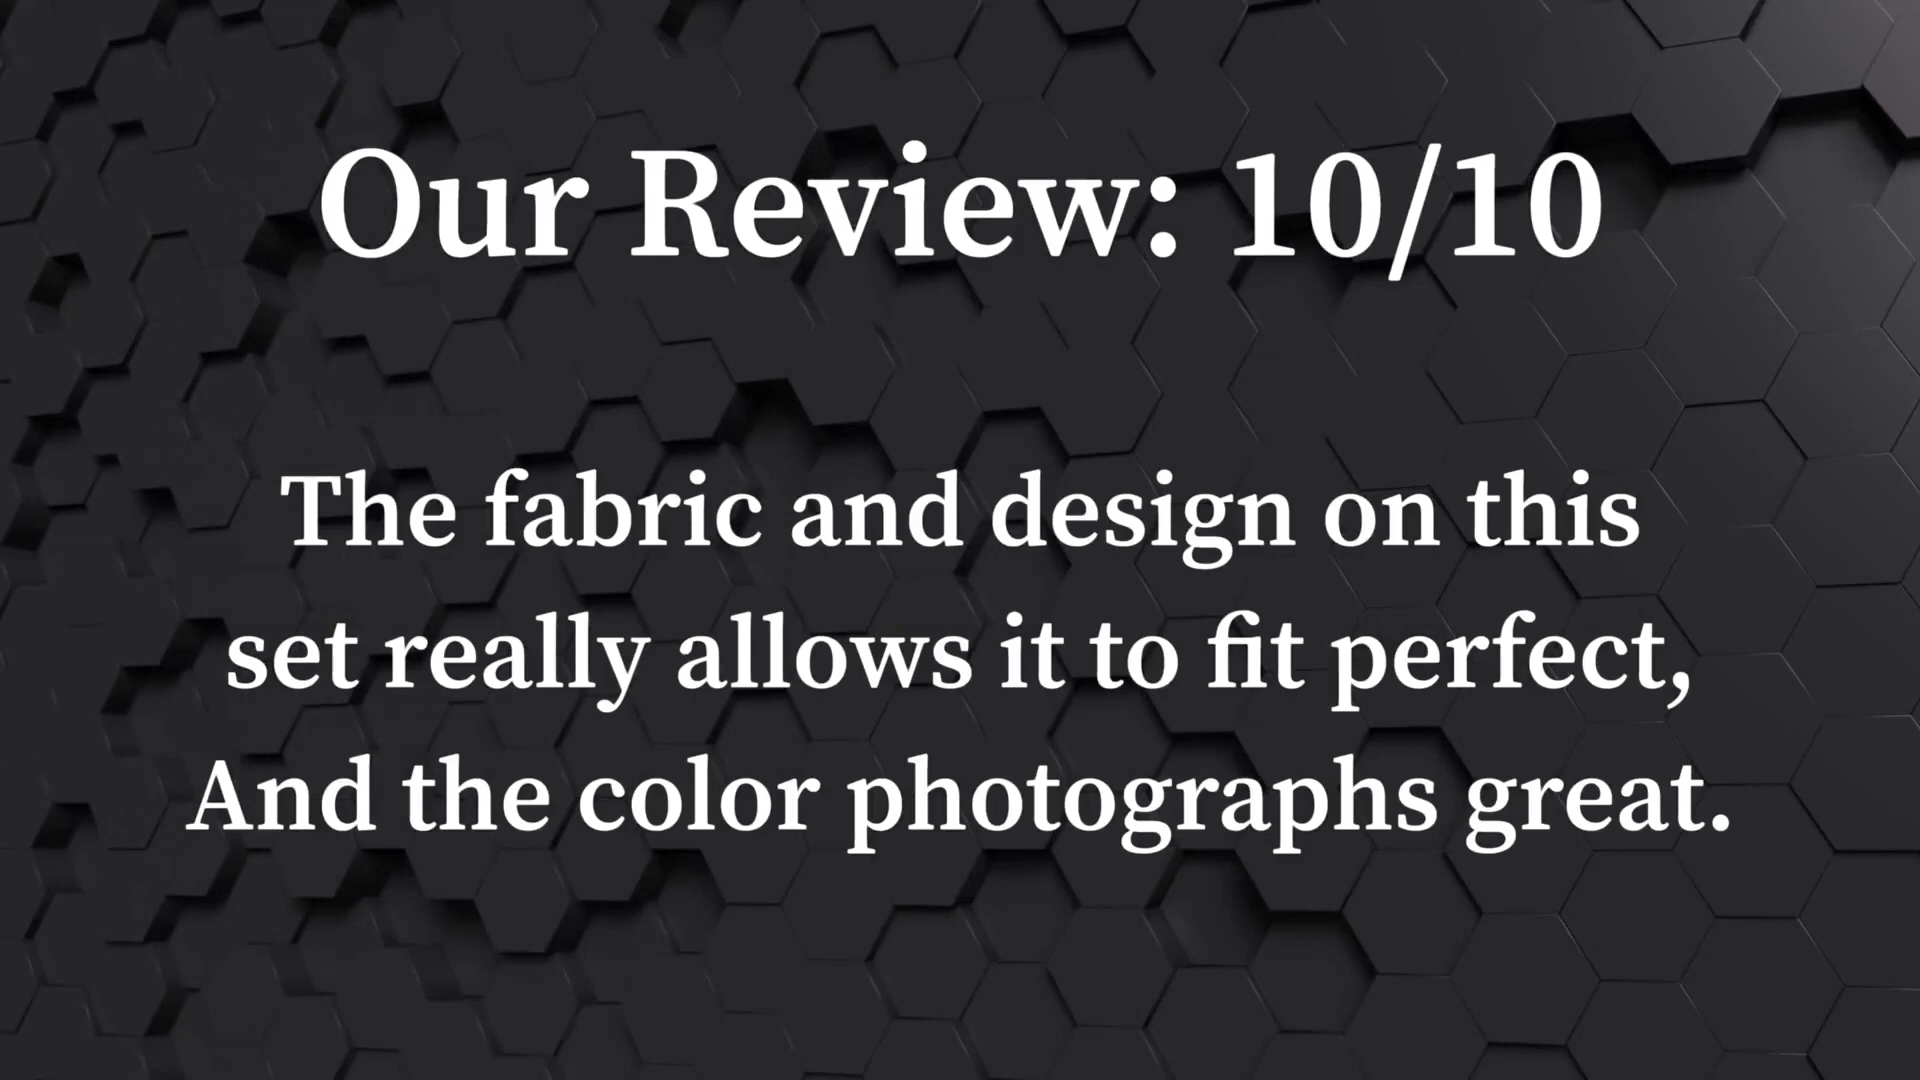 Our Review: 10/10
The fabric and design on this
set really allows it to fit perfect,
And the color photographs great.